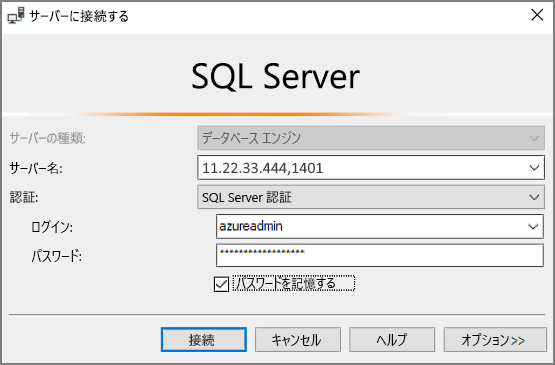 サーバーに接続する
SQL Server
サーバーの種類: データベース エンジン
サーバー名: 11.22.33.444,1401
認証: SQL Server 認証
ログイン: azureadmin
パスワード: ******************
パスワードを記憶する
接続 キャンセル ヘルプ オプション>>